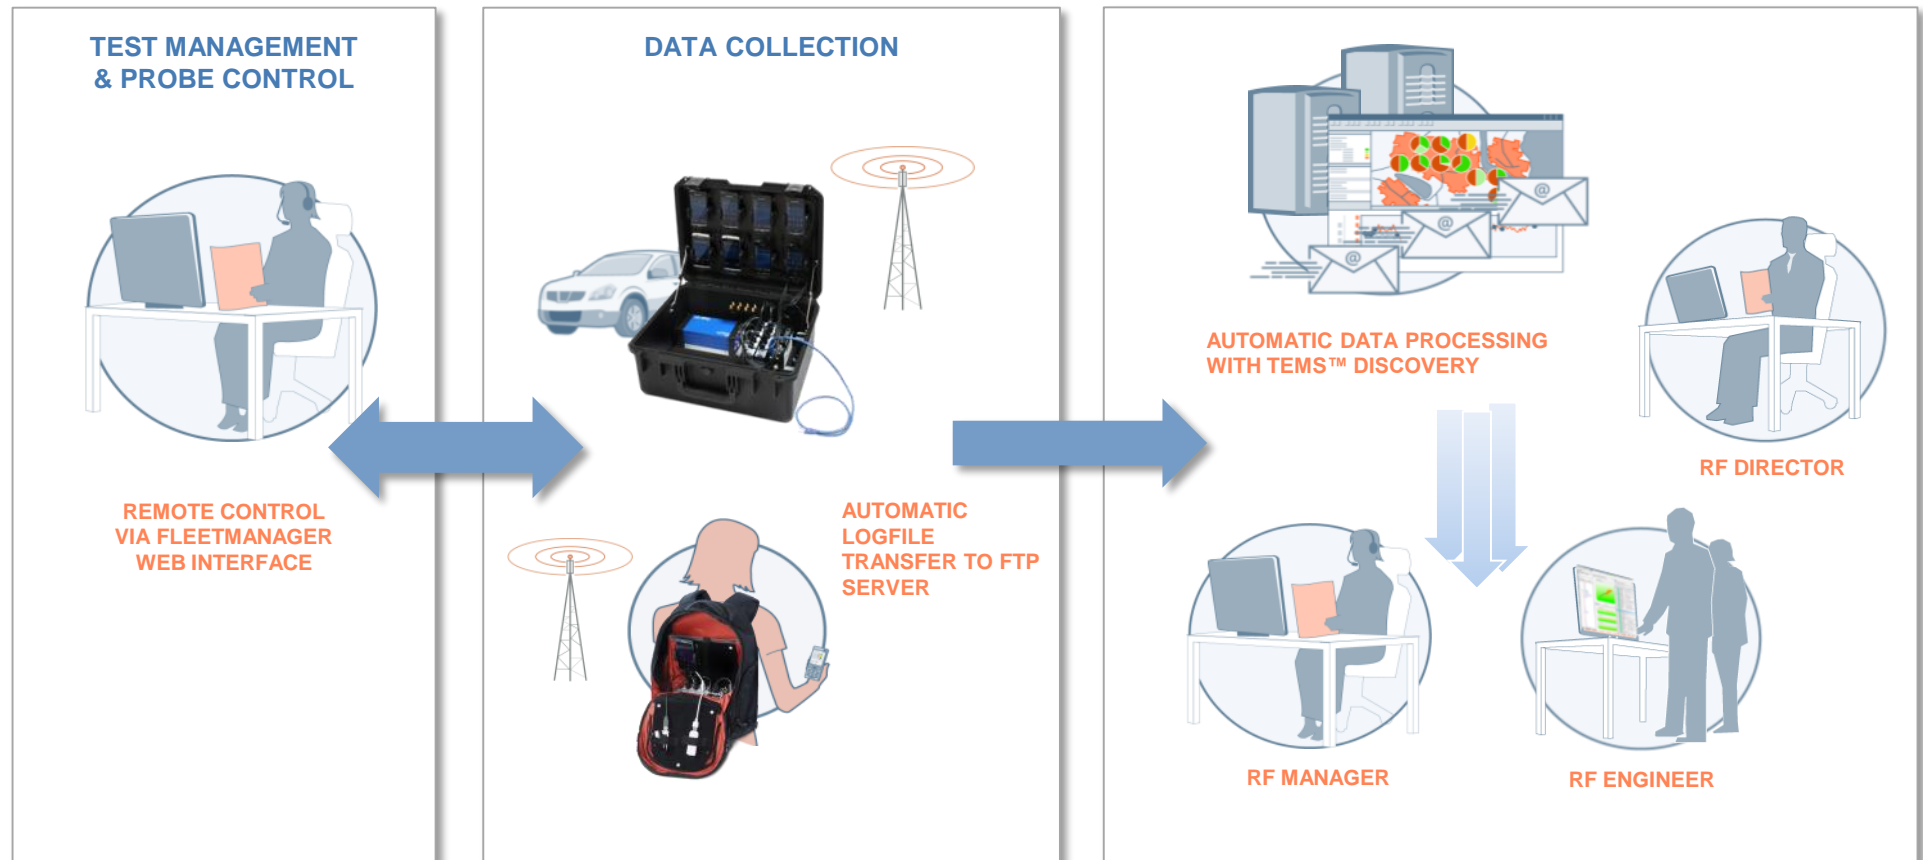 TEST MANAGEMENT
& PROBE CONTROL
REMOTE CONTROL
VIA FLEETMANAGER
WEB INTERFACE
DATA COLLECTION
AUTOMATIC
LOGFILE
TRANSFER TO FTP
SERVER
@
@
@
AUTOMATIC DATA PROCESSING
WITH TEMS™ DISCOVERY
RF DIRECTOR
RF MANAGER
RF ENGINEER